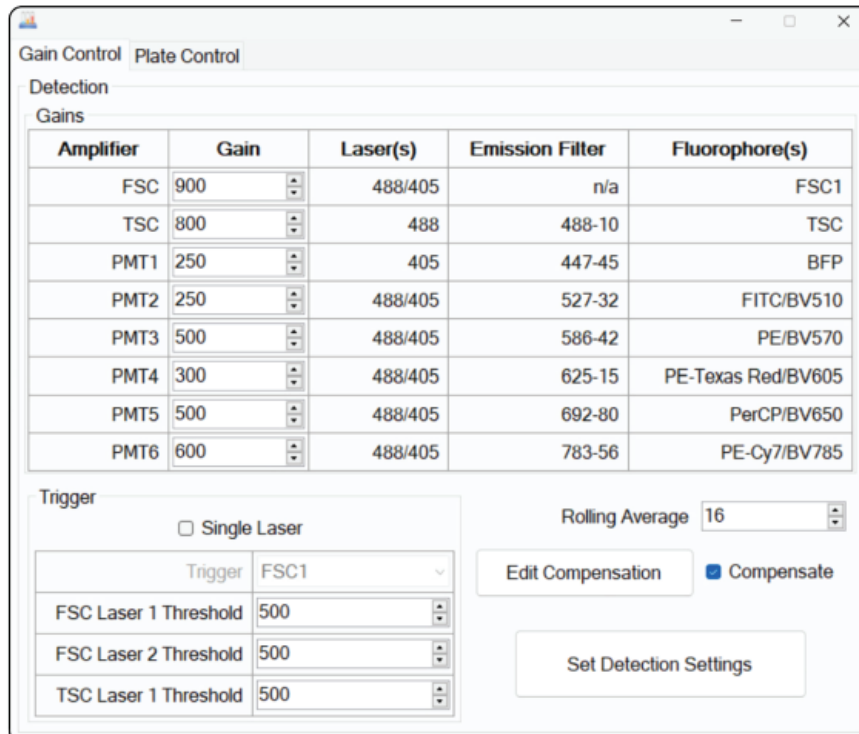 Gain Control Plate Control
Detection
Gains
Amplifier Gain Laser(s) Emission Filter Fluorophore(s)
FSC 900 488/405 n/a FSC1
TSC 800 488 488-10 TSC
PMT1 250 405 447-45 BFP
PMT2 250 488/405 527-32 FITC/BV510
PMT3 500 488/405 586-42 PE/BV570
PMT4 300 488/405 625-15 PE-Texas Red/BV605
PMT5 500 488/405 692-80 PerCP/BV650
PMT6 600 488/405 783-56 PE-Cy7/BV785
Trigger
Single Laser
Trigger FSC1
FSC Laser 1 Threshold 500
FSC Laser 2 Threshold 500
TSC Laser 1 Threshold 500
Rolling Average 16
Edit Compensation Compensate
Set Detection Settings